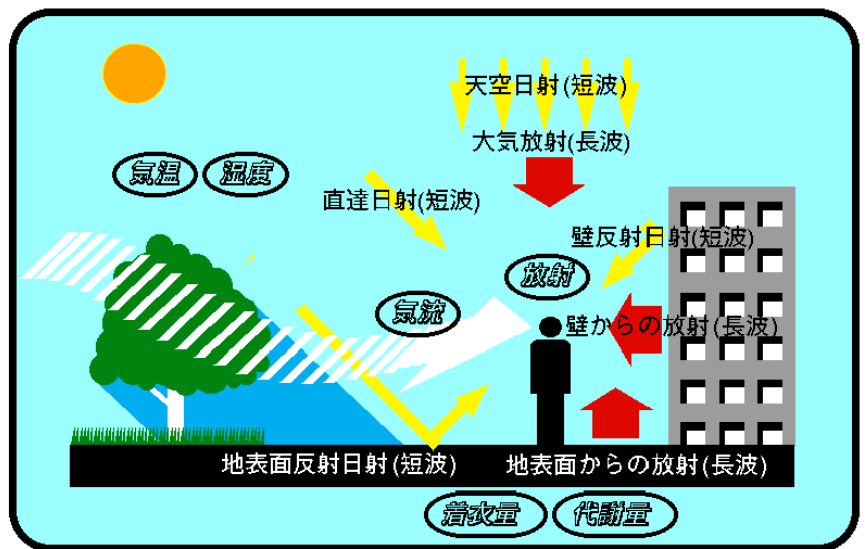 天空日射(短波)
大気放射(長波)
気温
湿度
直達日射(短波)
壁反射日射(短波)
放射
気流
壁からの放射(長波)
地表面反射日射(短波)
地表面からの放射(長波)
着衣量
代謝量